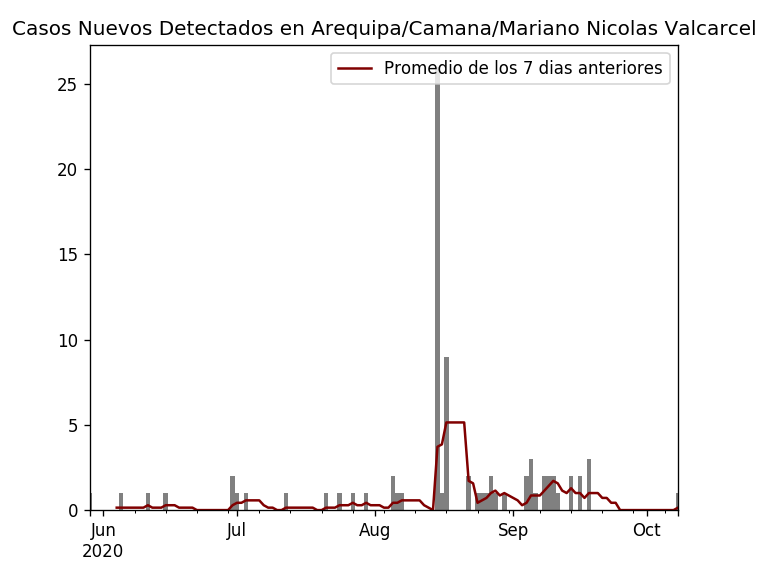 Casos Nuevos Detectados en Arequipa/Camana/Mariano Nicolas Valcarcel
Promedio de los 7 dias anteriores
25
20
15
10
5
0
Jun Jul Aug Sep Oct
2020